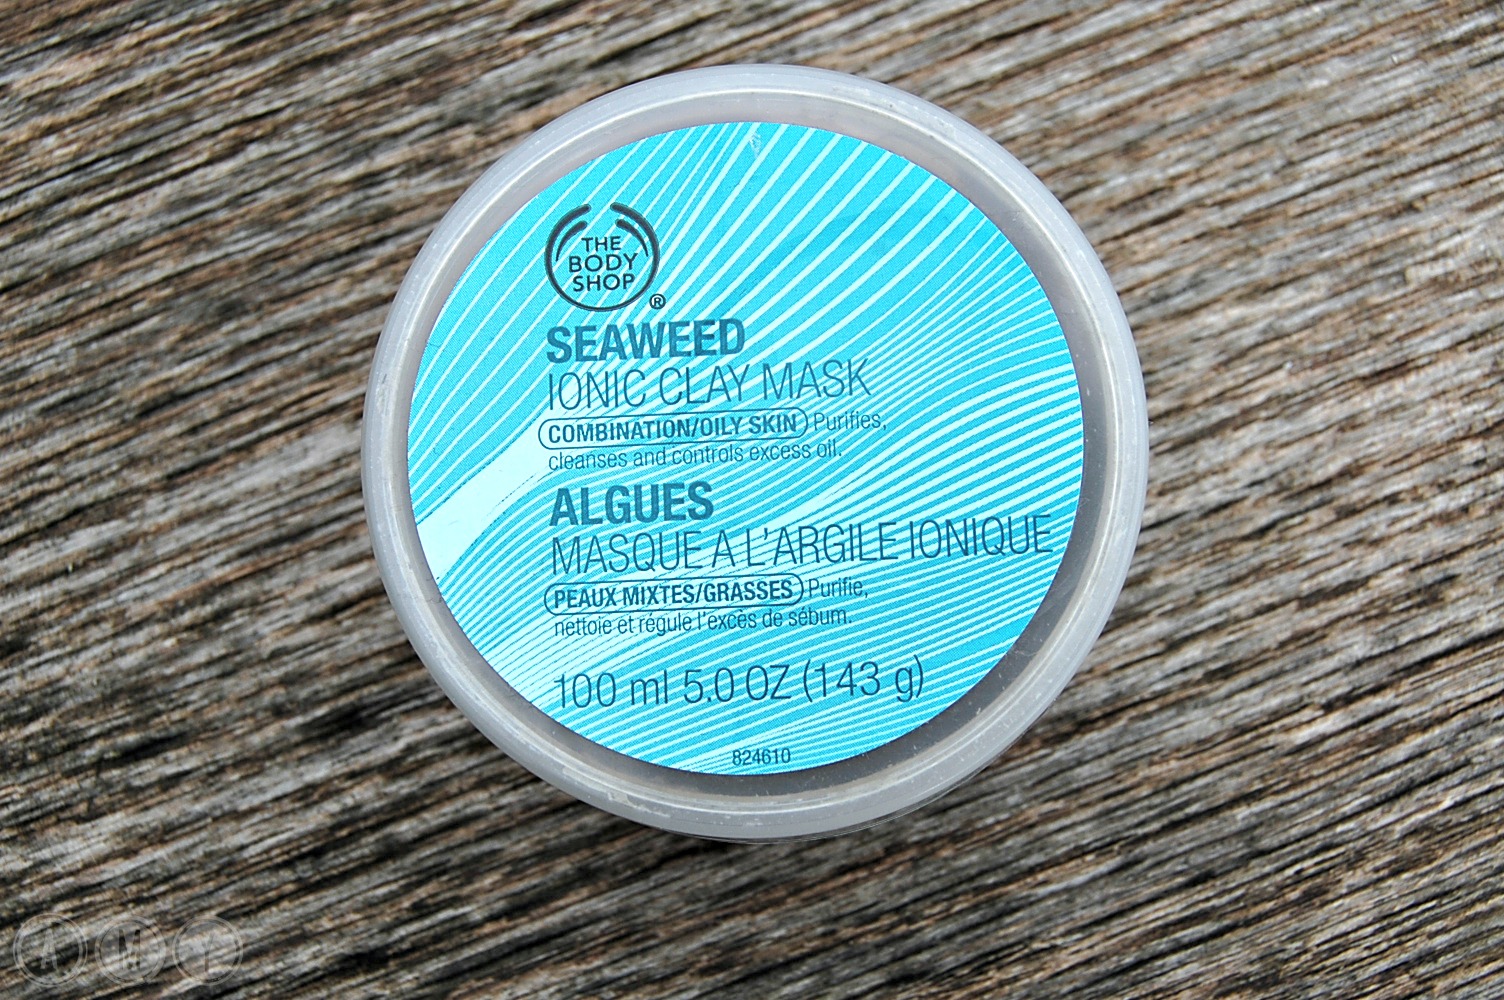 THE
BODY
SHOP
®
SEAWEED
IONIC CLAY MASK
COMBINATION/OILY SKIN Purifies,
cleanses and controls excess oil.
ALGUES
MASQUE A L'ARGILE IONIQUE
PEAUX MIXTES/GRASSES Purifie,
nettoie et régule l'excès de sébum.
100 ml 5.0 OZ (143 g)
824610
AMY